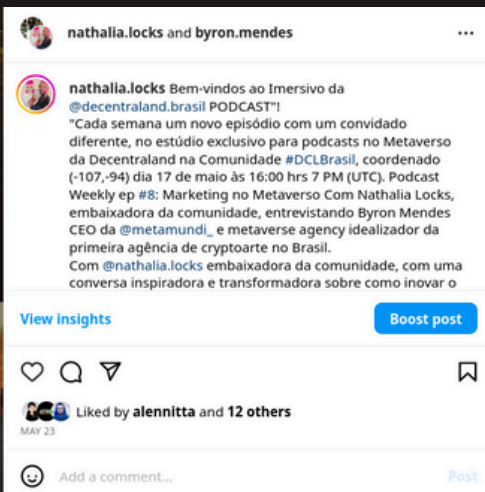 nathalia.locks and byron.mendes
nathalia.locks Bem-vindos ao Imersivo da
@decentraland.brasil PODCAST"!
"Cada semana um novo episódio com um convidado
diferente, no estúdio exclusivo para podcasts no Metaverso
da Decentraland na Comunidade #DCLBrasil, coordenado
(-107,-94) dia 17 de maio às 16:00 hrs 7 PM (UTC). Podcast
Weekly ep #8: Marketing no Metaverso Com Nathalia Locks,
embaixadora da comunidade, entrevistando Byron Mendes
CEO da @metamundi_ e metaverse agency idealizador da
primeira agência de cryptoarte no Brasil.
Com @nathalia.locks embaixadora da comunidade, com uma
conversa inspiradora e transformadora sobre como inovar o
View insights
Boost post
Liked by alennitta and 12 others
MAY 23
Add a comment...
Post